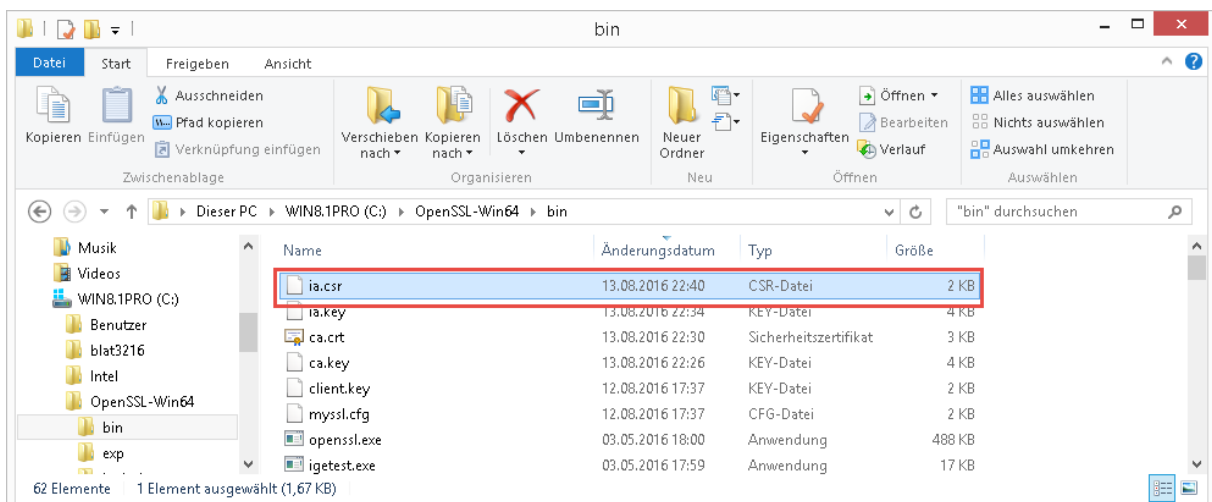 bin
Datei Start Freigeben Ansicht
Kopieren
Einfügen
Ausschneiden
Pfad kopieren
Verknüpfung einfügen
Zwischenablage
Verschieben nach
Kopieren nach
Löschen
Umbenennen
Organisieren
Neuer Ordner
Neu
Eigenschaften
Öffnen
Bearbeiten
Verlauf
Öffnen
Alles auswählen
Nichts auswählen
Auswahl umkehren
Auswählen
Dieser PC WIN8.1PRO (C:) OpenSSL-Win64 bin
"bin" durchsuchen
Musik
Videos
WIN8.1PRO (C:)
Benutzer
blat3216
Intel
OpenSSL-Win64
bin
exp
Name Änderungsdatum Typ Größe
ia.csr 13.08.2016 22:40 CSR-Datei 2 KB
ia.key 13.08.2016 22:34 KEY-Datei 4 KB
ca.crt 13.08.2016 22:30 Sicherheitszertifikat 3 KB
ca.key 13.08.2016 22:26 KEY-Datei 4 KB
client.key 12.08.2016 17:37 KEY-Datei 2 KB
myssl.cfg 12.08.2016 17:37 CFG-Datei 2 KB
openssl.exe 03.05.2016 18:00 Anwendung 488 KB
igetest.exe 03.05.2016 17:59 Anwendung 17 KB
62 Elemente 1 Element ausgewählt (1,67 KB)